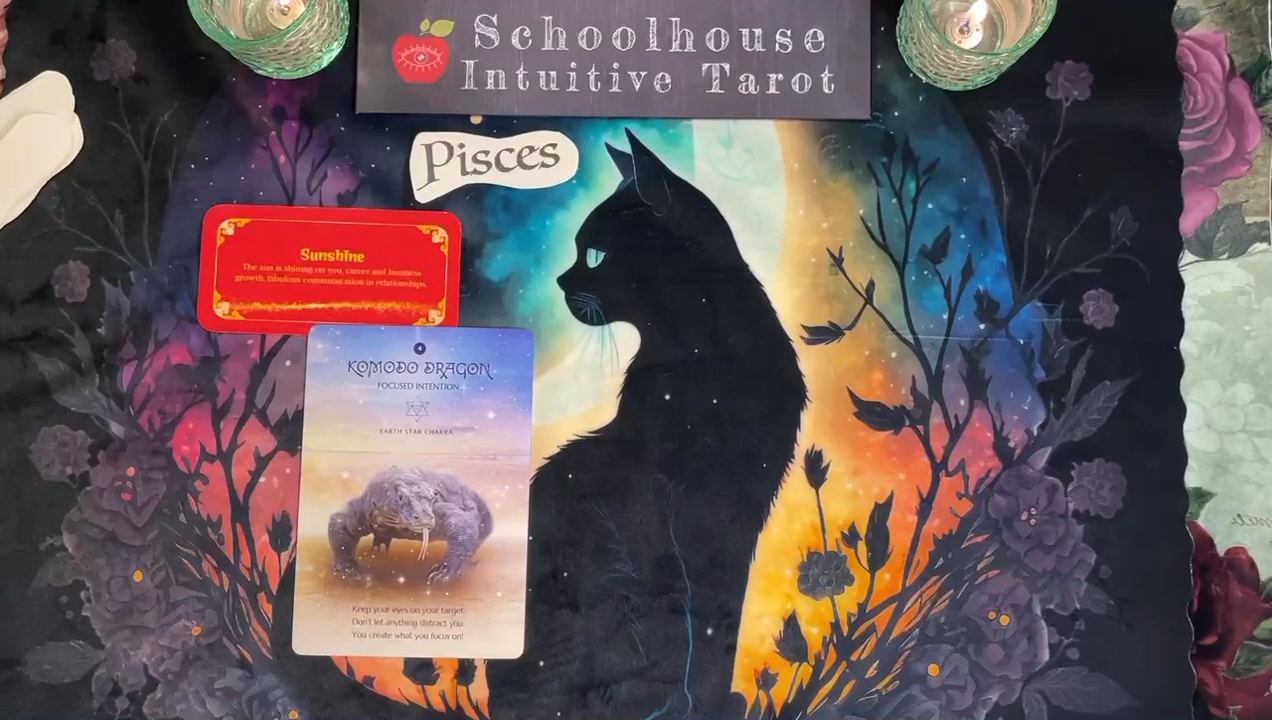 Schoolhouse
Intuitive Tarot
Pisces
Sunshine
The sun is shining on you, career and business
growth, fabulous communication in relationships.
4
KOMODO DRAGON
FOCUSED INTENTION
EARTH STAR CHAKRA
Keep your eyes on your target.
Don't let anything distract you.
You create what you focus on!